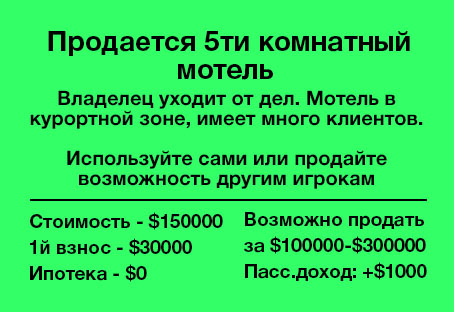 Продается 5ти комнатный
мотель
Владелец уходит от дел. Мотель в
курортной зоне, имеет много клиентов.
Используйте сами или продайте
возможность другим игрокам
Стоимость - $150000
1й взнос - $30000
Ипотека - $0
Возможно продать
за $100000-$300000
Пасс.доход: +$1000